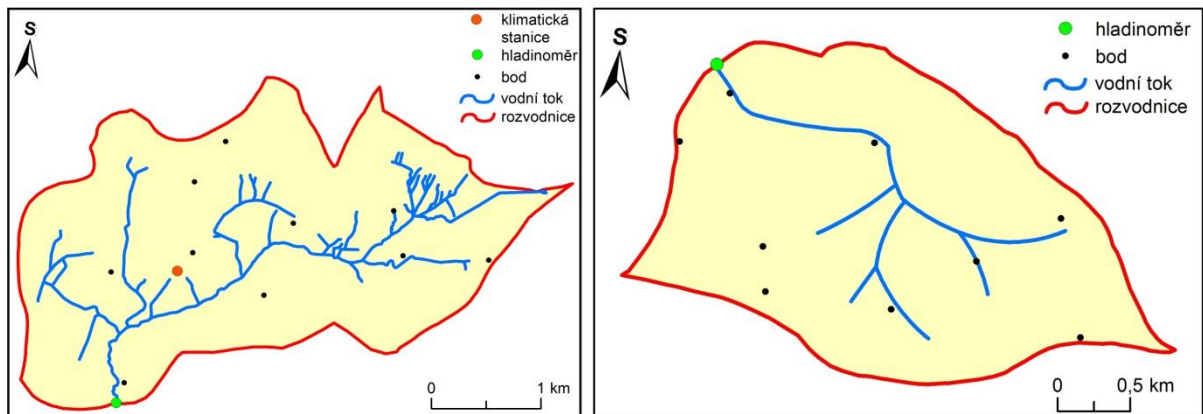 S
klimatická
stanice
hladinoměr
bod
vodní tok
rozvodnice
0 1 km
S
hladinoměr
bod
vodní tok
rozvodnice
0 0,5 km